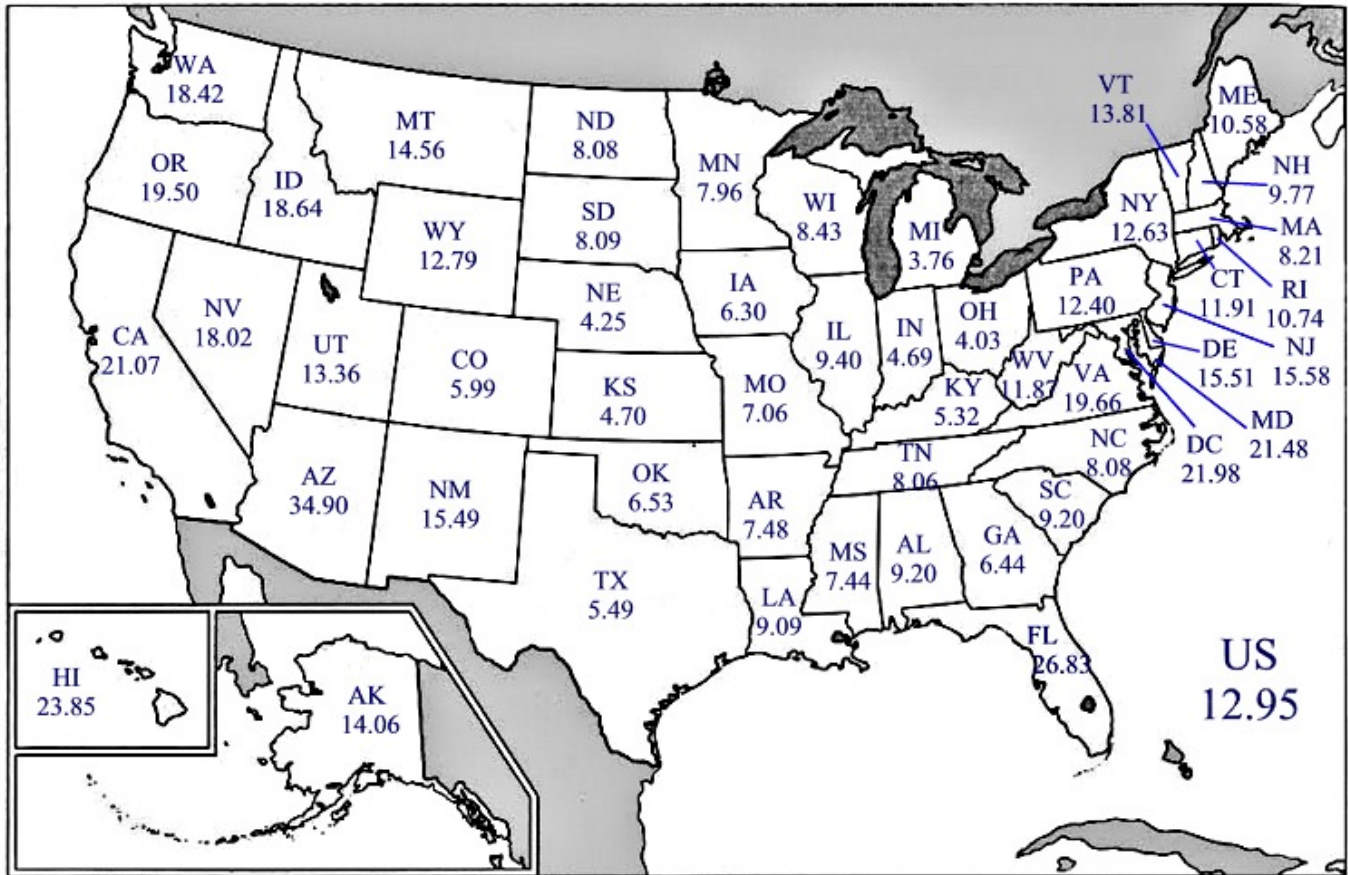 WA
18.42
MT
14.56
ND
8.08
MN
7.96
VT
13.81
ME
10.58
OR
19.50
ID
18.64
SD
8.09
WI
8.43
MI
3.76
NY
12.63
NH
9.77
MA
8.21
WY
12.79
IA
6.30
PA
12.40
CT
11.91
RI
10.74
NE
4.25
NV
18.02
CA
21.07
UT
13.36
CO
5.99
KS
4.70
MO
7.06
IL
9.40
IN
4.69
OH
4.03
WV
11.87
VA
19.66
DE
15.51
NJ
15.58
KY
5.32
MD
21.48
DC
21.98
NC
8.08
TN
8.06
AZ
34.90
NM
15.49
OK
6.53
AR
7.48
SC
9.20
MS
7.44
AL
9.20
GA
6.44
TX
5.49
LA
9.09
FL
26.83
HI
23.85
AK
14.06
US
12.95